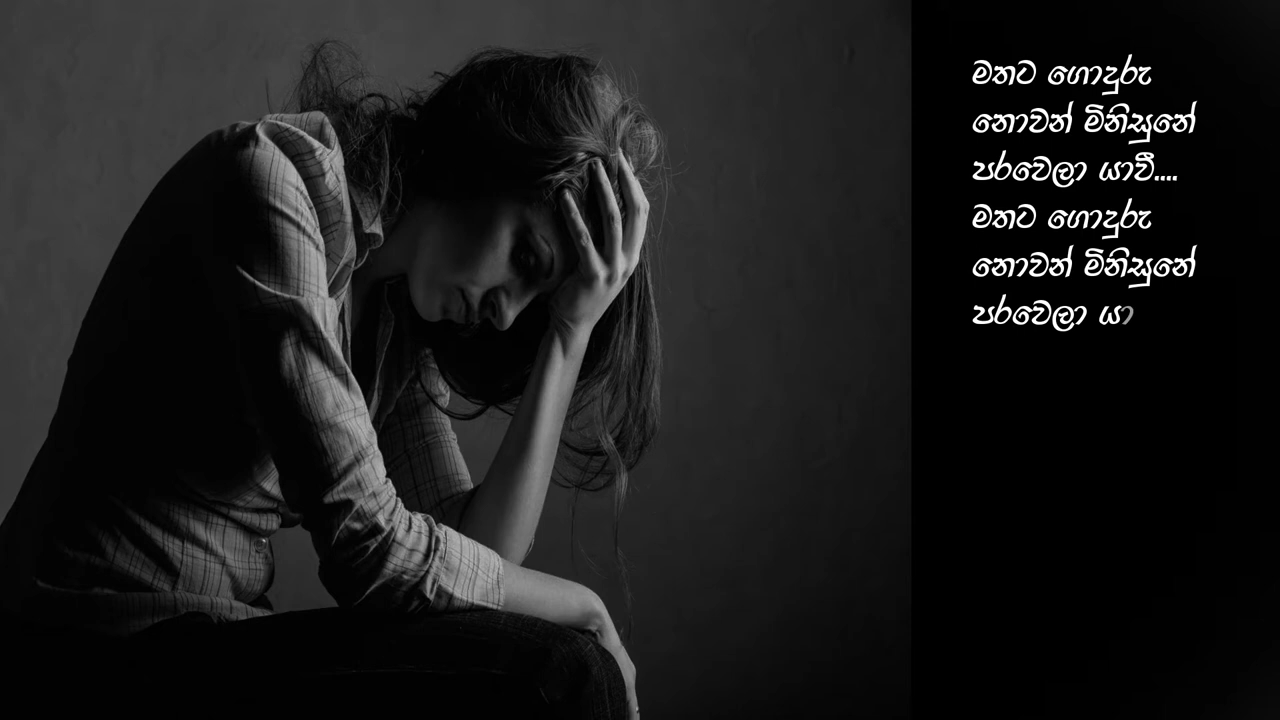 මතට ගොදුරු
නොවන් මිනිසුනේ
පරවෙලා යාවී....
මතට ගොදුරු
නොවන් මිනිසුනේ
පරවෙලා යා